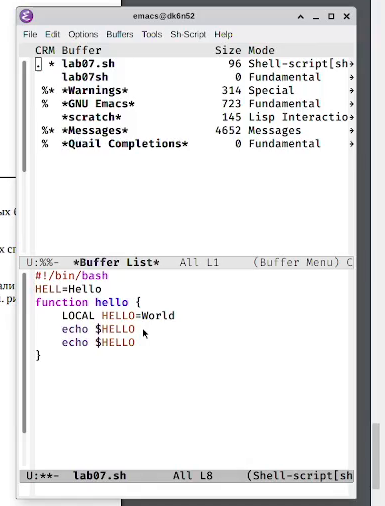 emacs@dk6n52
File Edit Options Buffers Tools Sh-Script Help
CRM Buffer Size Mode
. * lab07.sh 96 Shell-script[sh
lab07sh 0 Fundamental
%* *Warnings* 314 Special
%* *GNU Emacs* 723 Fundamental
*scratch* 145 Lisp Interactio
%* *Messages* 4652 Messages
% *Quail Completions* 0 Fundamental
U:%%- *Buffer List* All L1 (Buffer Menu) C
#!/bin/bash
HELL=Hello
function hello {
LOCAL HELLO=World
echo $HELLO
echo $HELLO
}
U:**- lab07.sh All L8 (Shell-script[sh